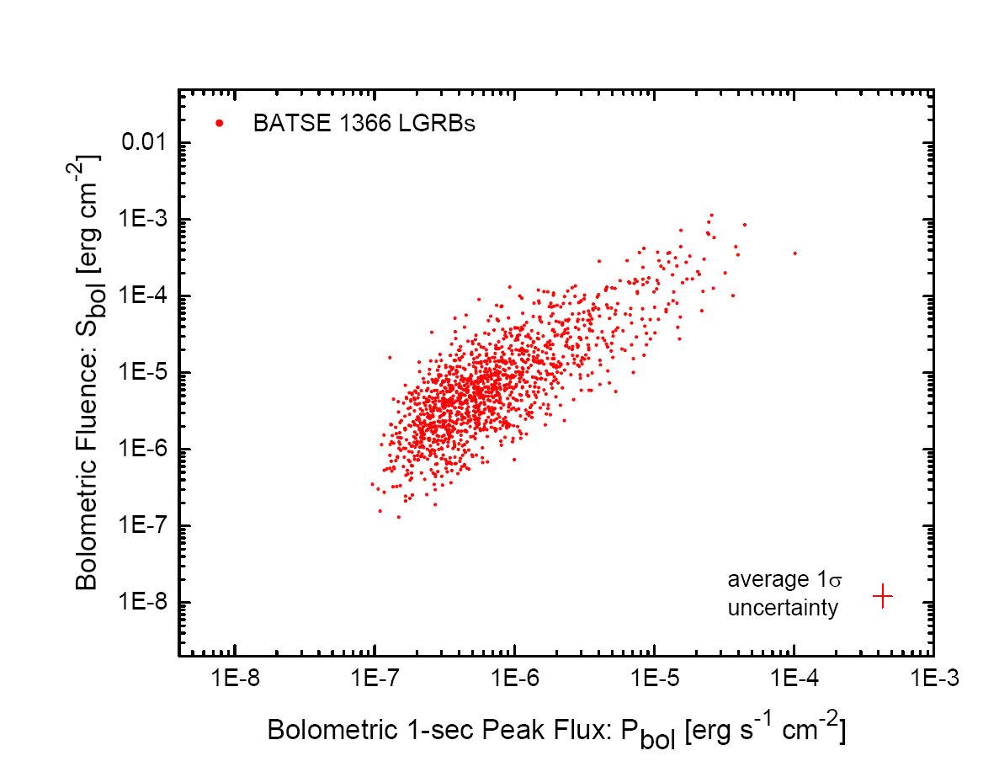 BATSE 1366 LGRBs
0.01
1E-3
1E-4
1E-5
1E-6
1E-7
1E-8
Bolometric Fluence: S_bol [erg cm^-2]
average 1σ
uncertainty
1E-8 1E-7 1E-6 1E-5 1E-4 1E-3
Bolometric 1-sec Peak Flux: P_bol [erg s^-1 cm^-2]